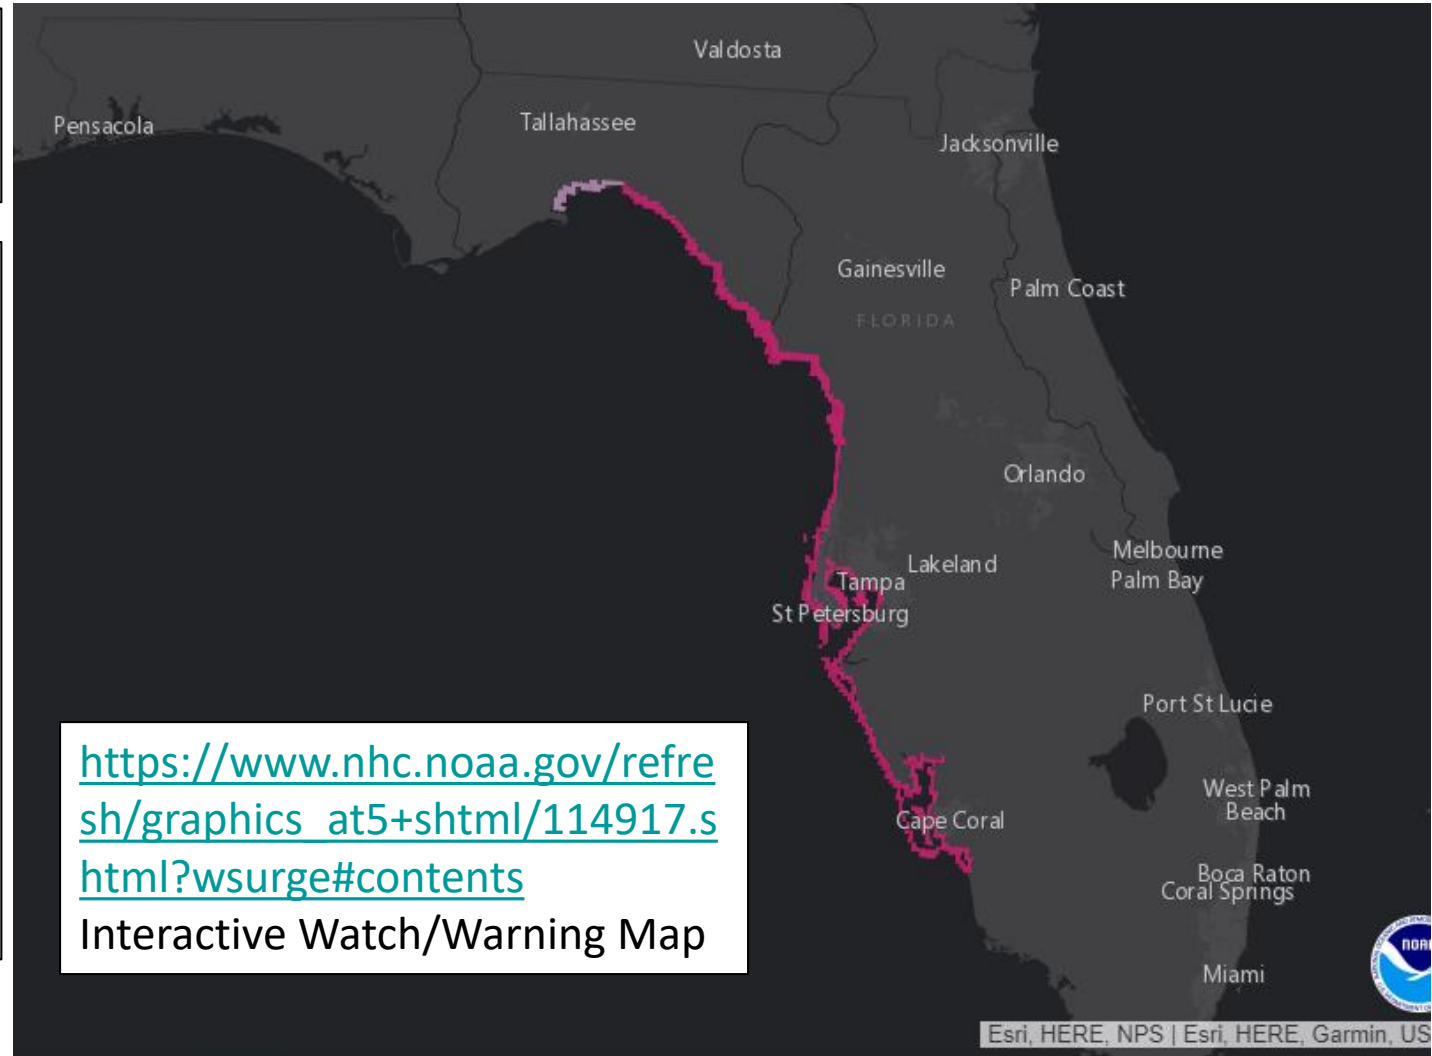 Valdosta
Pensacola
Tallahassee
Jacksonville
Gainesville
Palm Coast
FLORIDA
Orlando
Melbourne
Lakeland
Palm Bay
Tampa
St Petersburg
Port St Lucie
https://www.nhc.noaa.gov/refre
sh/graphics_at5+shtml/114917.s
html?wsurge#contents
Interactive Watch/Warning Map
West Palm
Beach
Cape Coral
Boca Raton
Coral Springs
Miami
Esri, HERE, NPS | Esri, HERE, Garmin, US